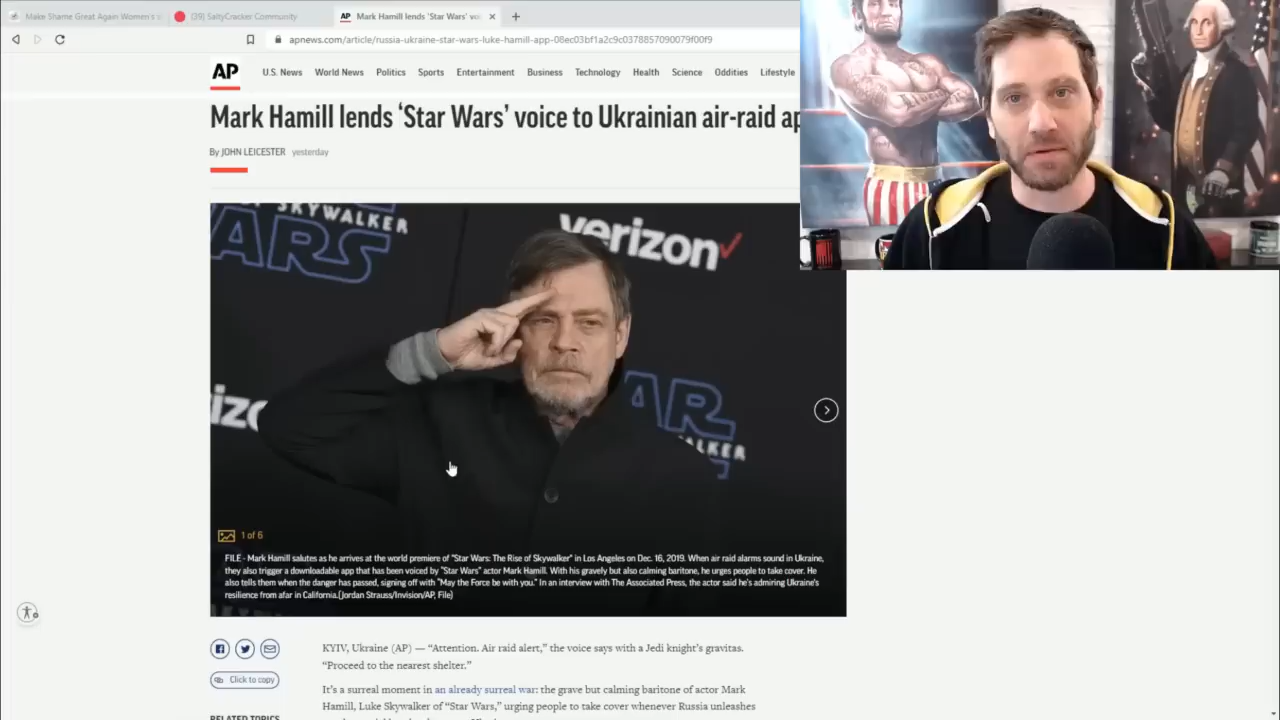 Make Shame Great Again Women's
(39) SaltyCracker Community
AP Mark Hamill lends 'Star Wars' voi
apnews.com/article/russia-ukraine-star-wars-luke-hamill-app-08ec03bf1a2c9c0378857090079f00f9
AP U.S. News World News Politics Sports Entertainment Business Technology Health Science Oddities Lifestyle
Mark Hamill lends ‘Star Wars’ voice to Ukrainian air-raid ap
By JOHN LEICESTER yesterday
SKYWALKER
WARS
verizon
AR
ALKER
1 of 6
FILE - Mark Hamill salutes as he arrives at the world premiere of "Star Wars: The Rise of Skywalker" in Los Angeles on Dec. 16, 2019. When air raid alarms sound in Ukraine,
they also trigger a downloadable app that has been voiced by "Star Wars" actor Mark Hamill. With his gravely but also calming baritone, he urges people to take cover. He
also tells them when the danger has passed, signing off with "May the Force be with you." In an interview with The Associated Press, the actor said he's admiring Ukraine's
resilience from afar in California.(Jordan Strauss/Invision/AP, File)
KYIV, Ukraine (AP) — “Attention. Air raid alert,” the voice says with a Jedi knight’s gravitas.
“Proceed to the nearest shelter.”
Click to copy
It’s a surreal moment in an already surreal war: the grave but calming baritone of actor Mark
Hamill, Luke Skywalker of “Star Wars,” urging people to take cover whenever Russia unleashes
RELATED TOPICS